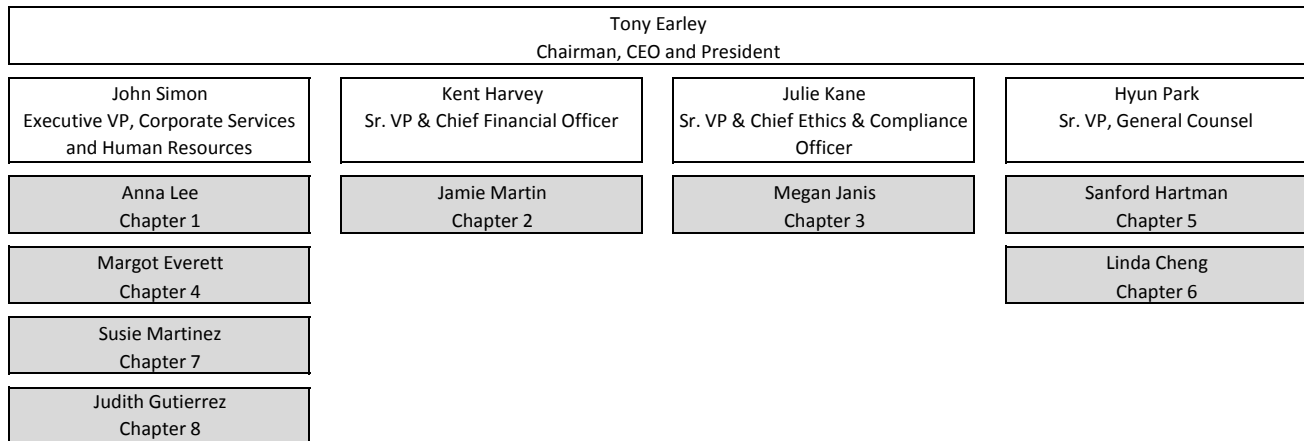 Tony Earley
Chairman, CEO and President
John Simon
Executive VP, Corporate Services
and Human Resources
Kent Harvey
Sr. VP & Chief Financial Officer
Julie Kane
Sr. VP & Chief Ethics & Compliance
Officer
Hyun Park
Sr. VP, General Counsel
Anna Lee
Chapter 1
Jamie Martin
Chapter 2
Megan Janis
Chapter 3
Sanford Hartman
Chapter 5
Margot Everett
Chapter 4
Linda Cheng
Chapter 6
Susie Martinez
Chapter 7
Judith Gutierrez
Chapter 8